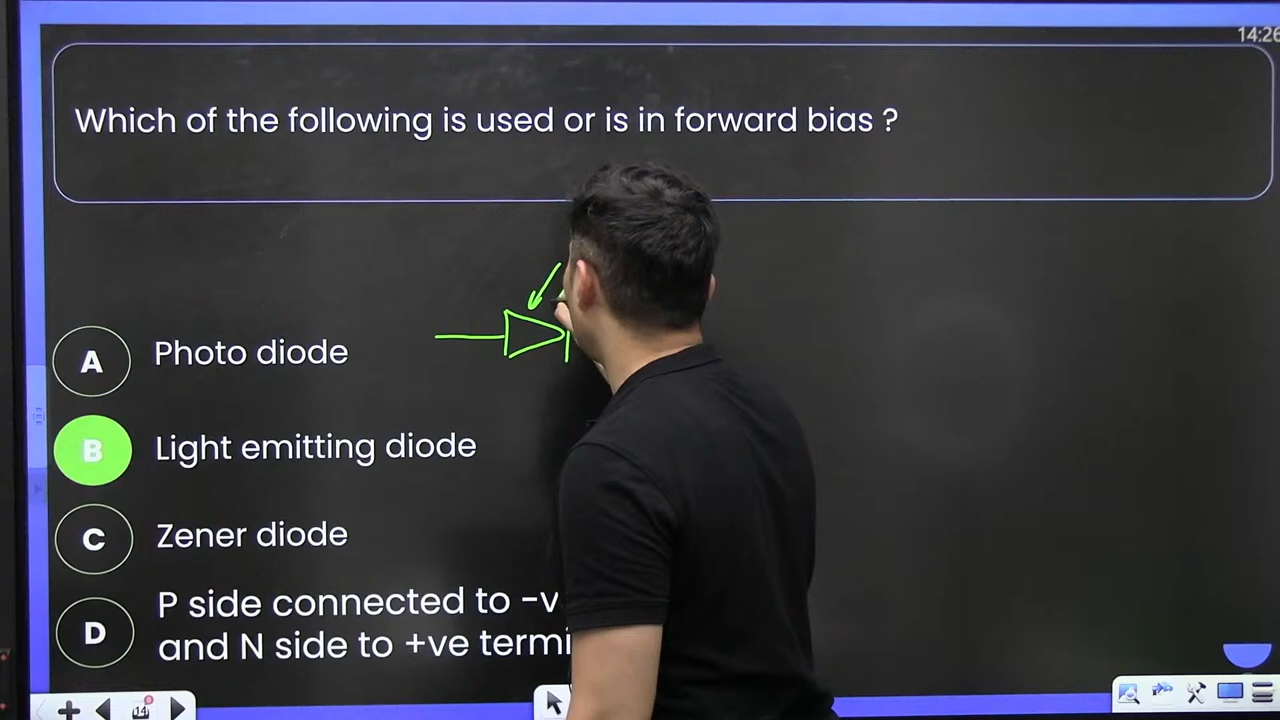 14:26
Which of the following is used or is in forward bias ?
A Photo diode
B Light emitting diode
C Zener diode
D P side connected to -v
and N side to +ve termi
14